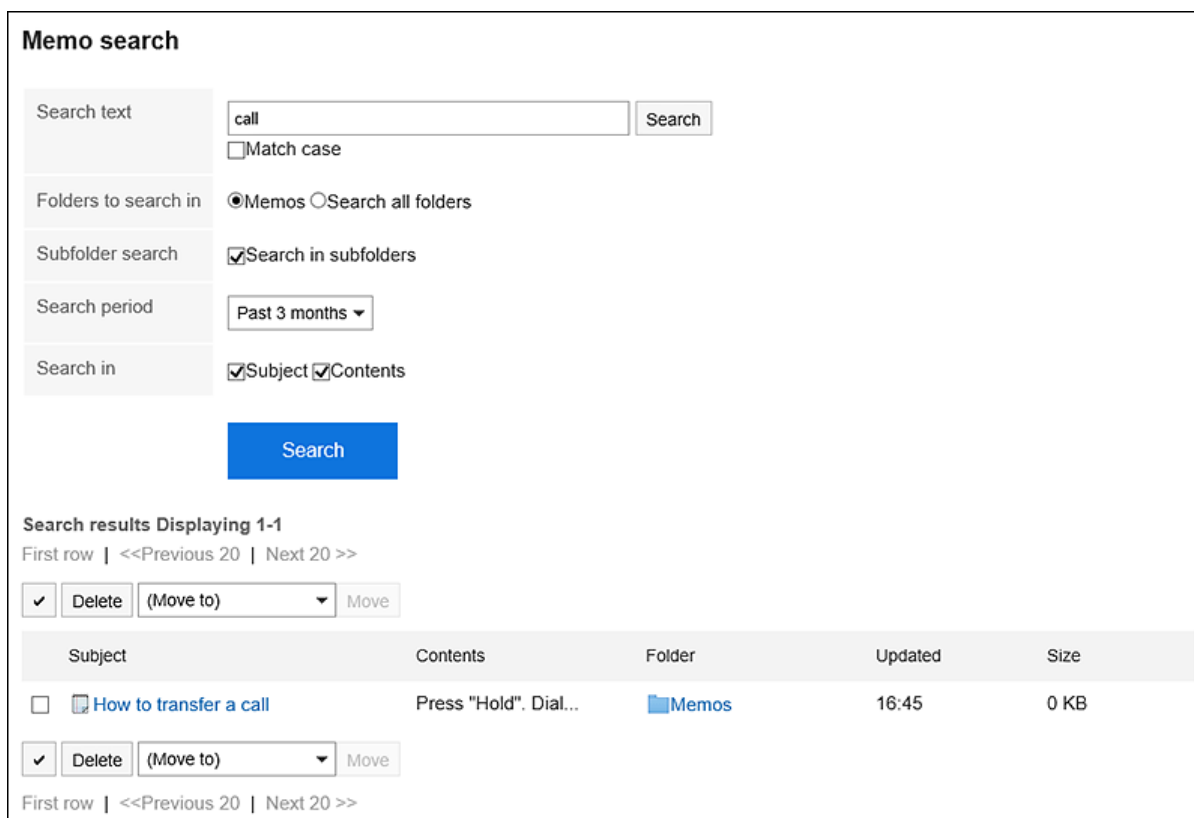 Memo search
Search text
call
Search
Match case
Folders to search in
Memos Search all folders
Subfolder search
Search in subfolders
Search period
Past 3 months
Search in
Subject Contents
Search
Search results Displaying 1-1
First row | <<Previous 20 | Next 20 >>
Delete (Move to) Move
Subject Contents Folder Updated Size
How to transfer a call Press "Hold". Dial... Memos 16:45 0 KB
Delete (Move to) Move
First row | <<Previous 20 | Next 20 >>